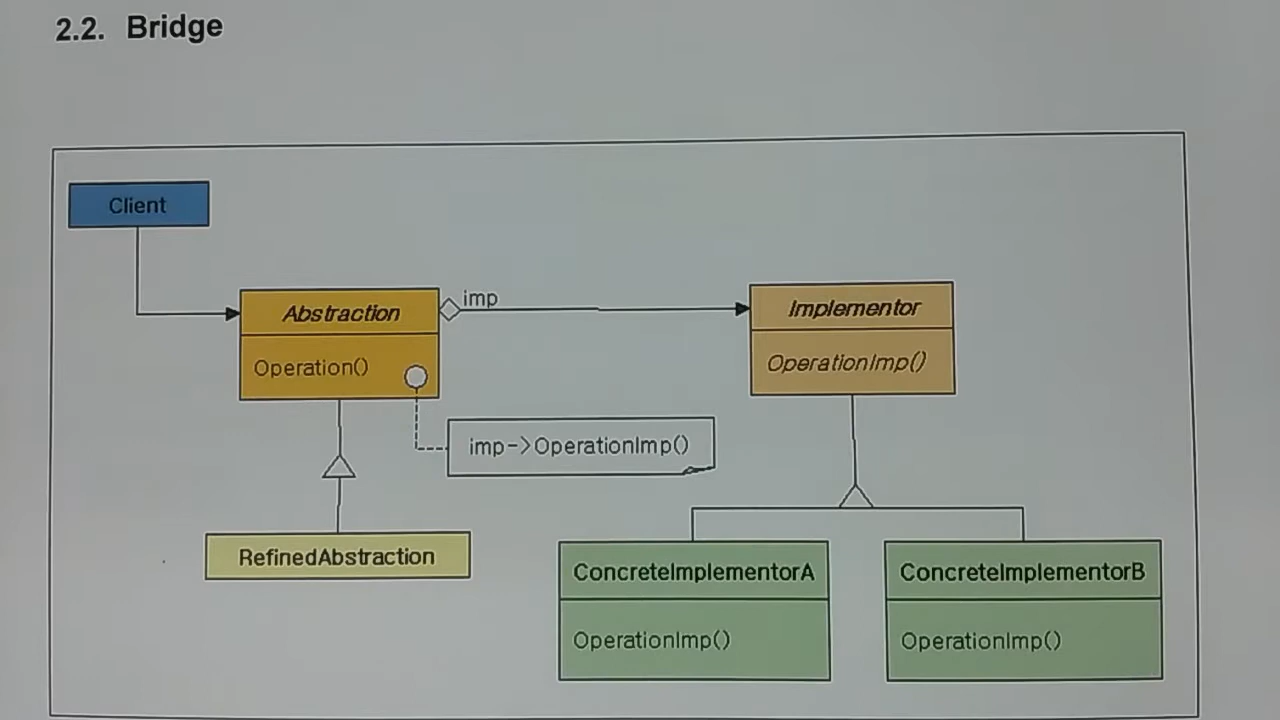 2.2. Bridge
Client
Abstraction
imp
Implementor
Operation()
OperationImp()
imp->OperationImp()
RefinedAbstraction
ConcreteImplementorA
ConcreteImplementorB
OperationImp()
OperationImp()